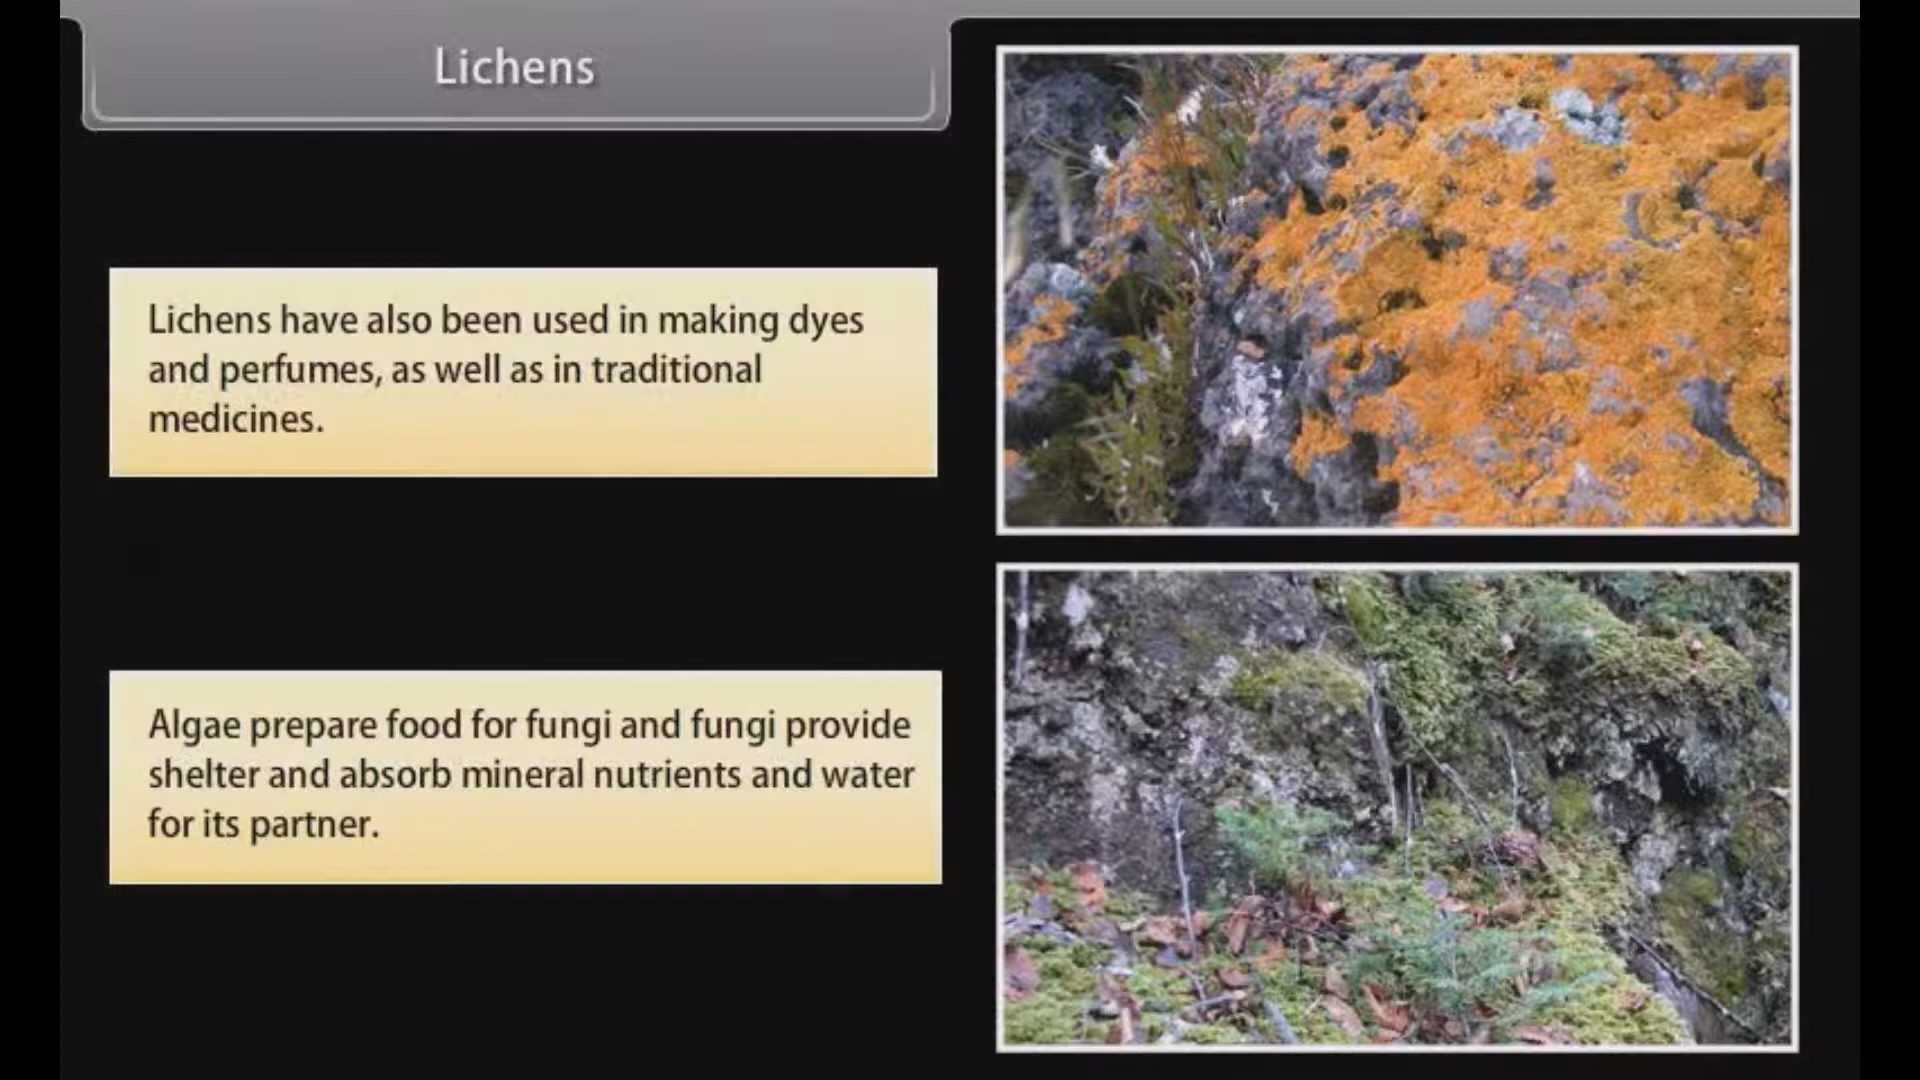 Lichens
Lichens have also been used in making dyes
and perfumes, as well as in traditional
medicines.
Algae prepare food for fungi and fungi provide
shelter and absorb mineral nutrients and water
for its partner.